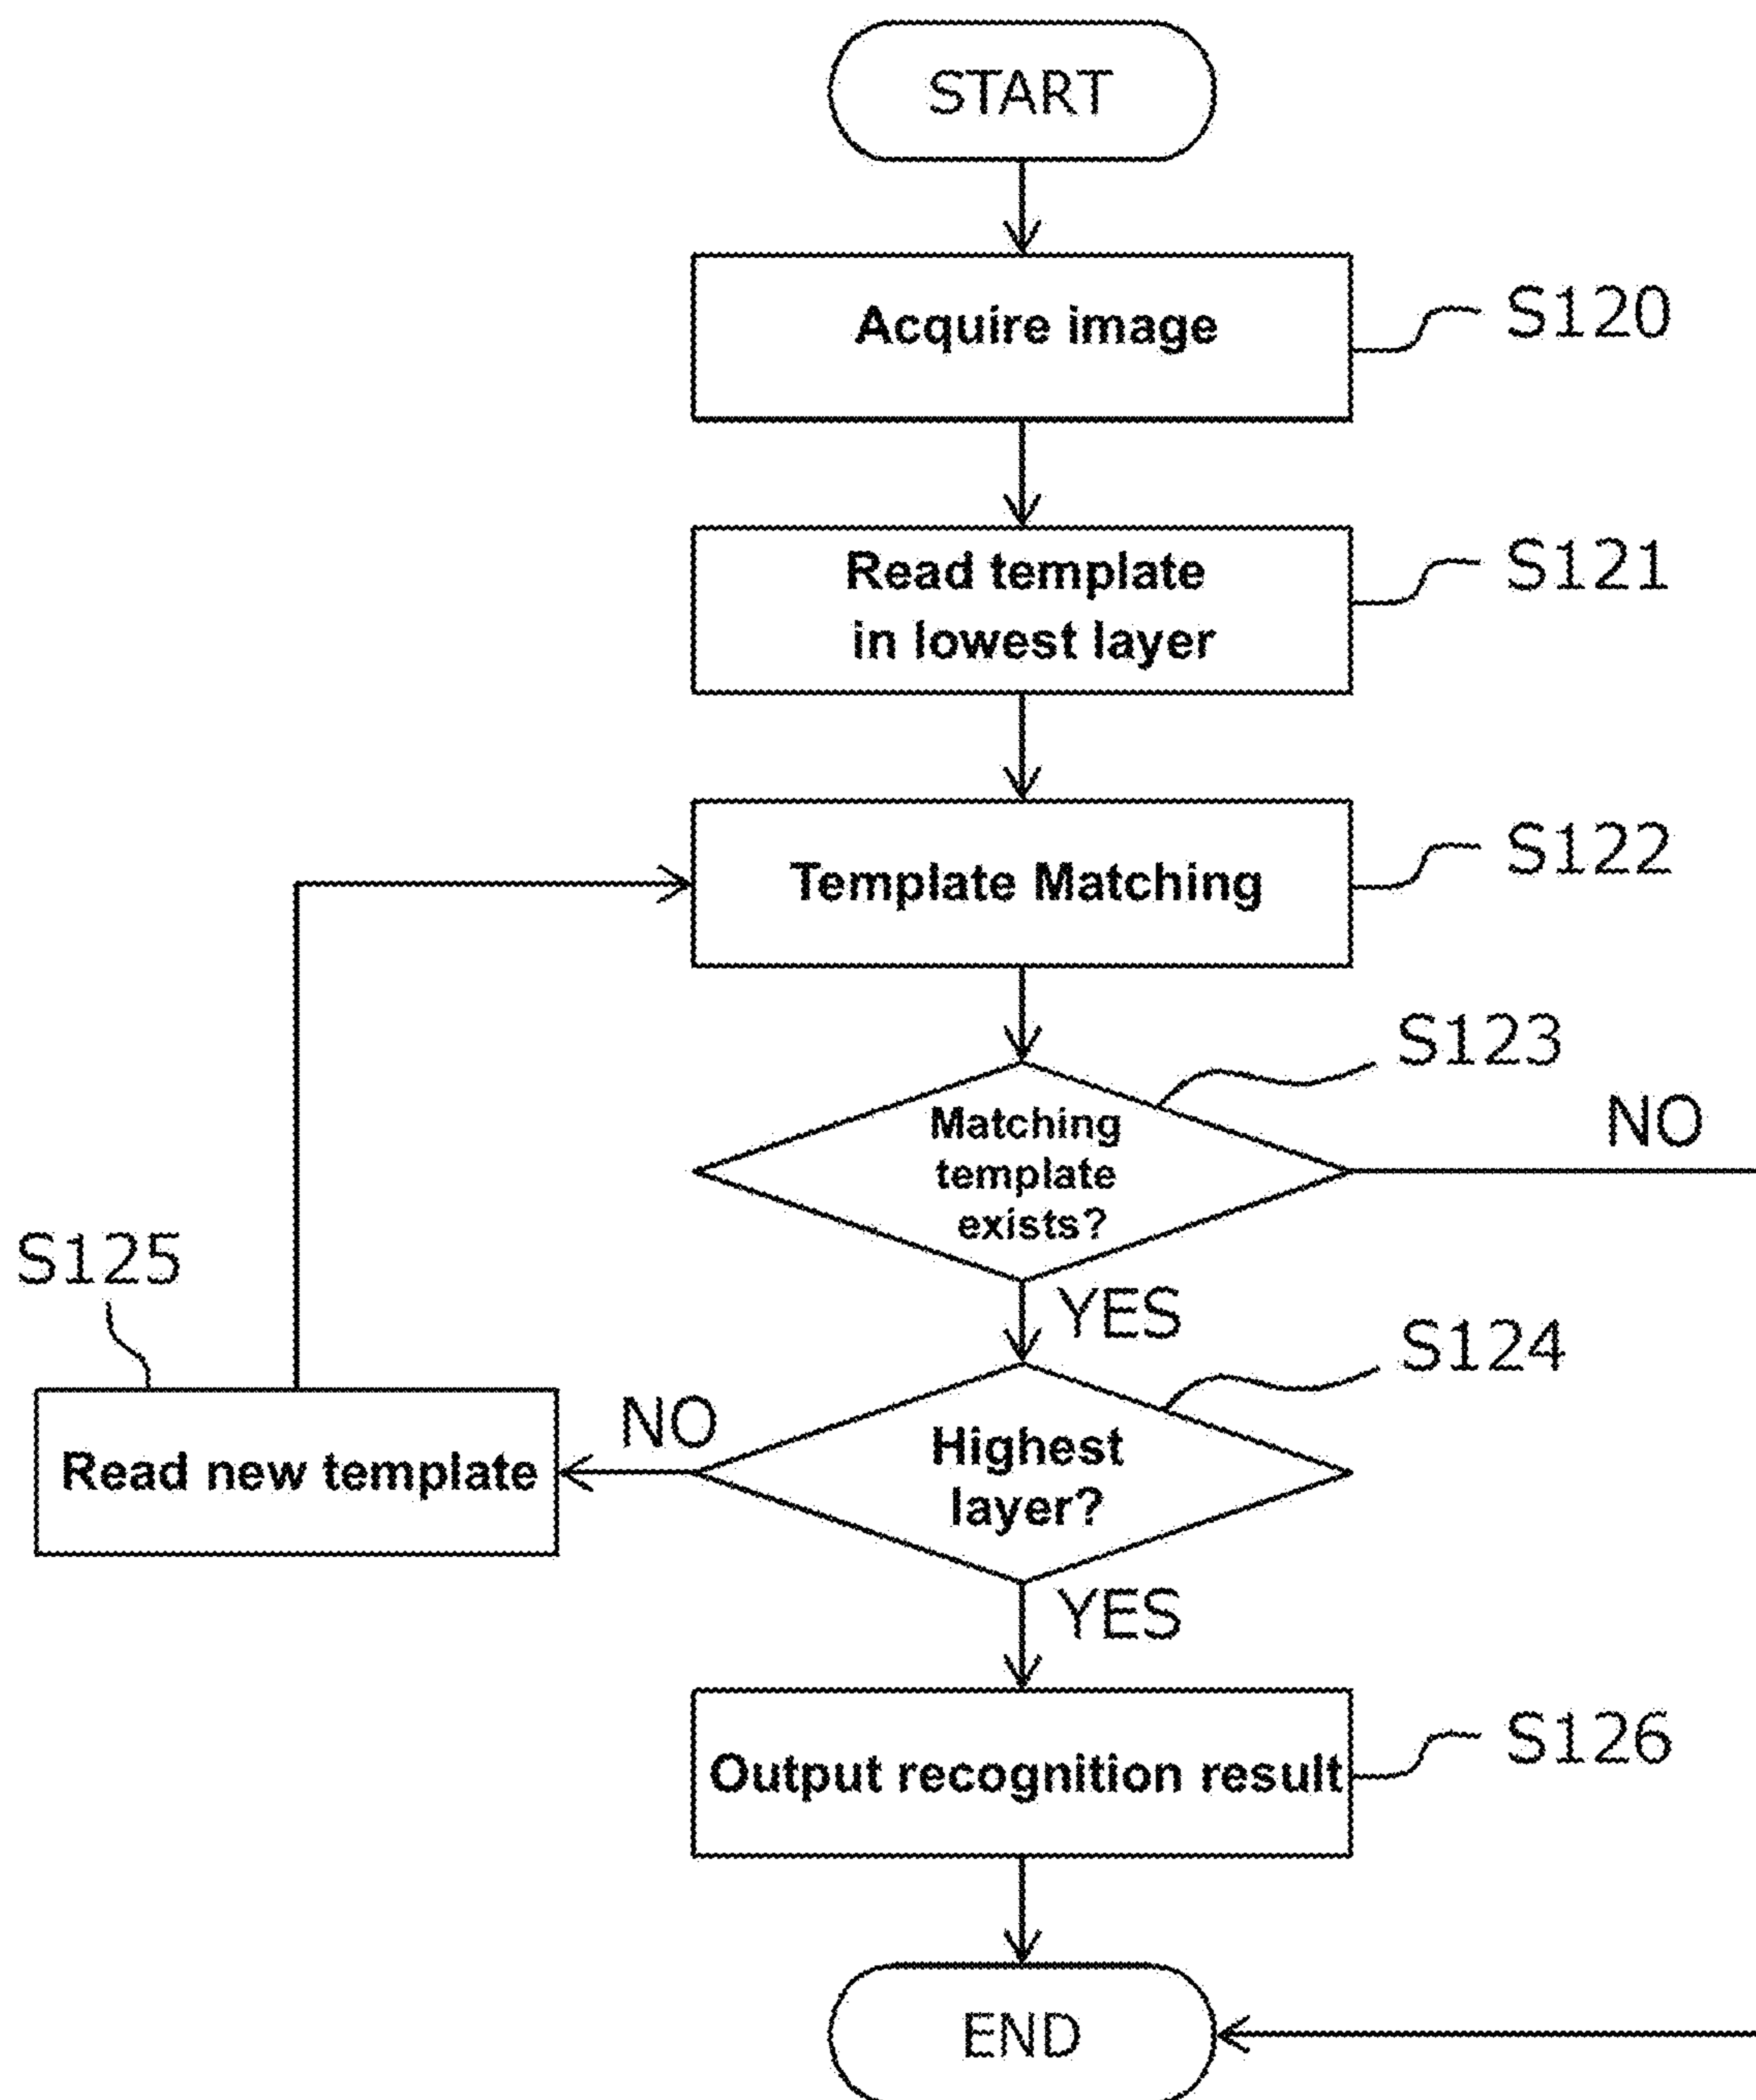 START
Acquire image
S120
Read template
in lowest layer
S121
Template Matching
S122
S123
Matching
template
exists?
NO
YES
S125
S124
Read new template
NO
Highest
layer?
YES
Output recognition result
S126
END